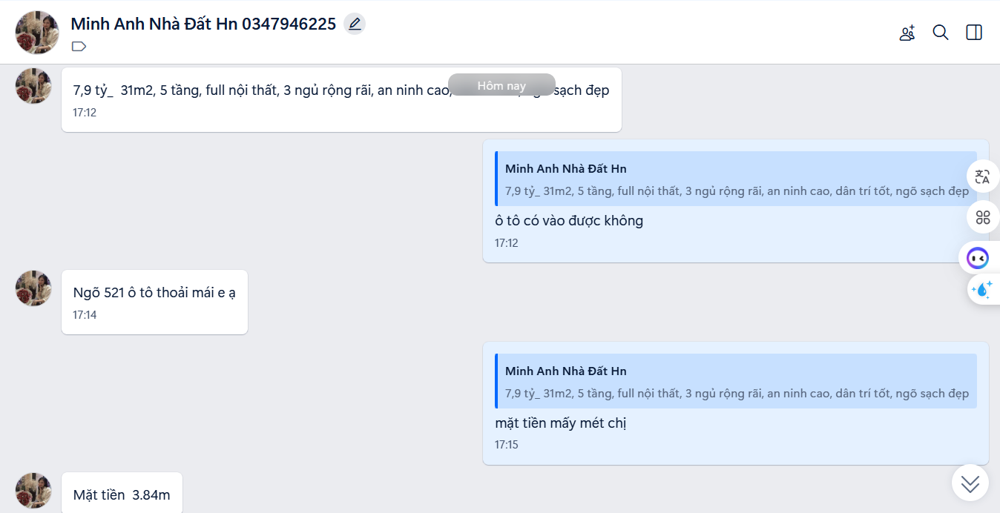 Minh Anh Nhà Đất Hn 0347946225
Hôm nay
7,9 tỷ_ 31m2, 5 tầng, full nội thất, 3 ngủ rộng rãi, an ninh cao, sạch đẹp
17:12
Minh Anh Nhà Đất Hn
7,9 tỷ_ 31m2, 5 tầng, full nội thất, 3 ngủ rộng rãi, an ninh cao, dân trí tốt, ngõ sạch đẹp
ô tô có vào được không
17:12
Ngõ 521 ô tô thoải mái e ạ
17:14
Minh Anh Nhà Đất Hn
7,9 tỷ_ 31m2, 5 tầng, full nội thất, 3 ngủ rộng rãi, an ninh cao, dân trí tốt, ngõ sạch đẹp
mặt tiền mấy mét chị
17:15
Mặt tiền 3.84m